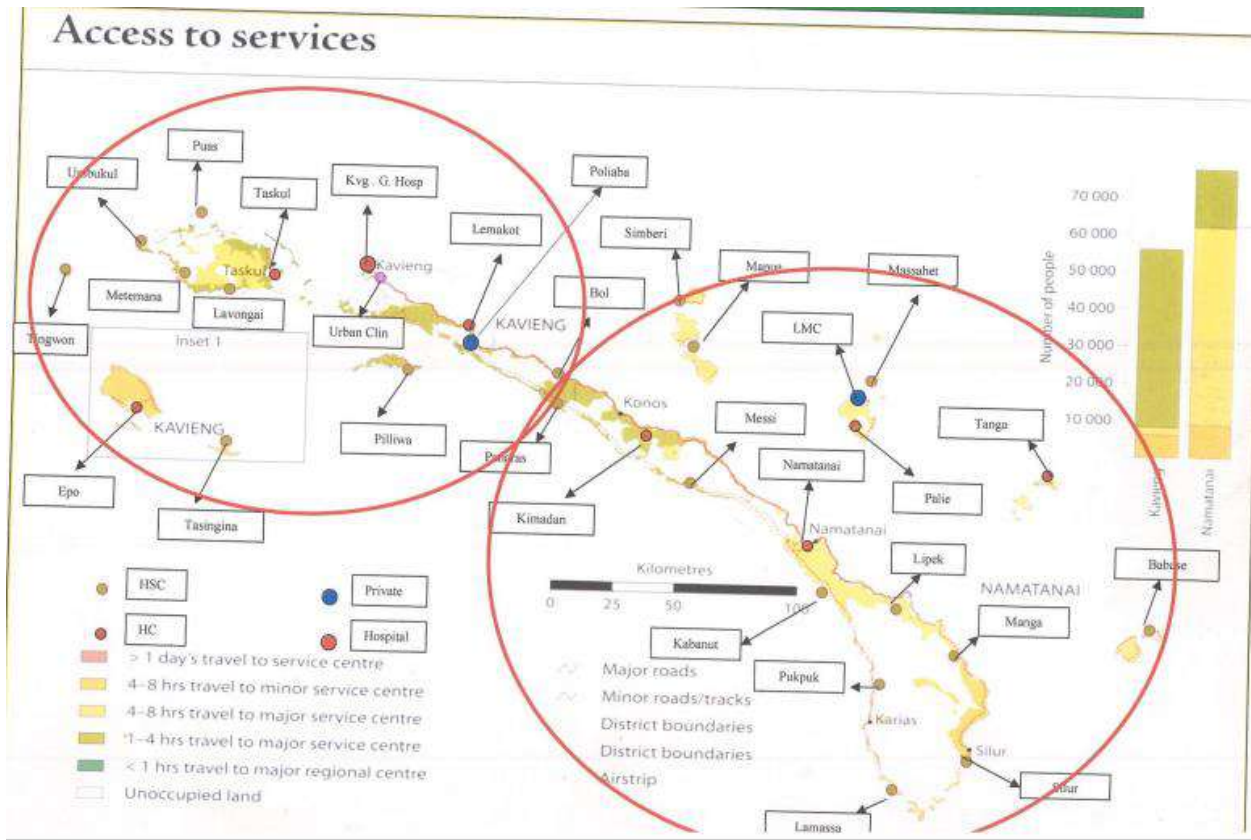 Access to services
Puas
Umbukul
Taskul
Kvg . G. Hosp
Poliaba
Lemakot
Simberi
Massahet
Taskul
Kavieng
Metemana
Lavongai
Urban Clin
KAVIENG
Bol
LMC
Tingwon
Inset 1
KAVIENG
Konos
Messi
Tanga
Pilliwa
Namatanai
Epo
Tasingina
Kimadan
Palie
Namatanai
Lipek
Kilometres
0 50 100
NAMATANAI
Manga
Kabanut
Pukpuk
Karias
Silur
Silur
Lamassa
Number of people
70 000
60 000
50 000
40 000
30 000
20 000
10 000
Kavieng
Namatanai
HSC
Private
HC
Hospital
> 1 day's travel to service centre
4–8 hrs travel to minor service centre
4–8 hrs travel to major service centre
1–4 hrs travel to major service centre
< 1 hrs travel to major regional centre
Unoccupied land
Major roads
Minor roads/tracks
District boundaries
District boundaries
Airstrip